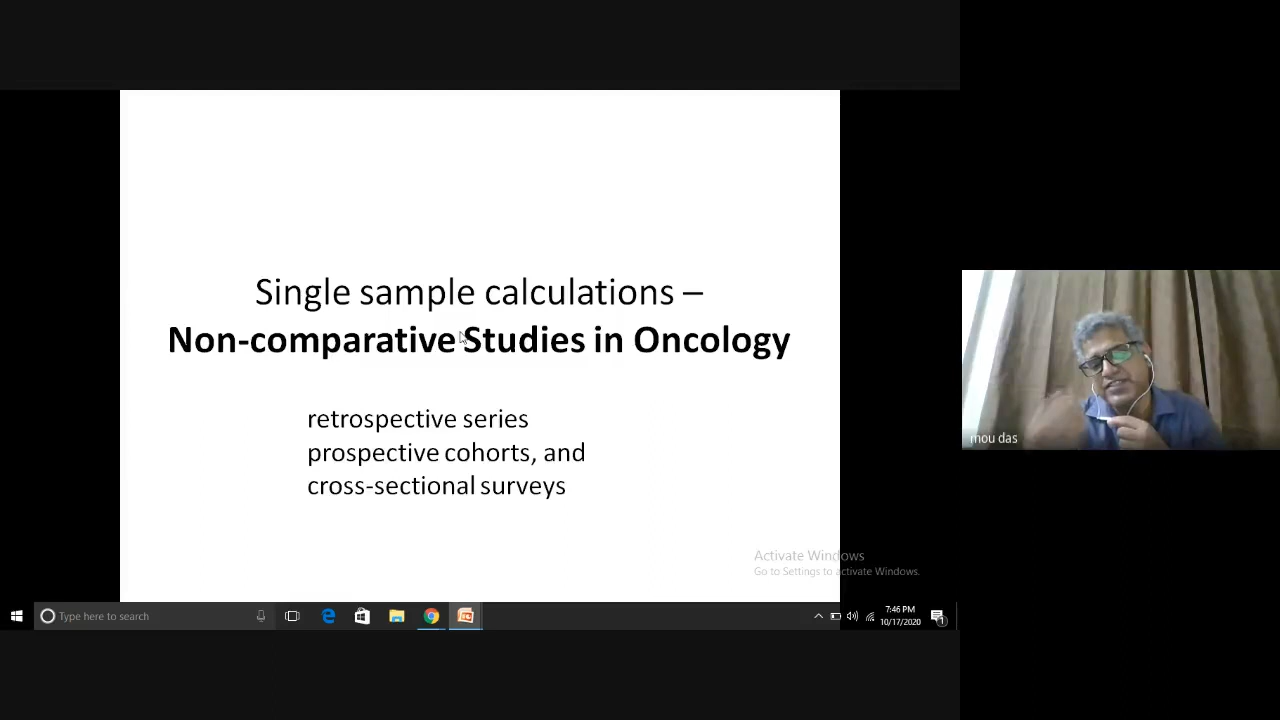 Single sample calculations –
Non-comparative Studies in Oncology
retrospective series
prospective cohorts, and
cross-sectional surveys
mou das
Activate Windows
Go to Settings to activate Windows.
Type here to search
7:46 PM
10/17/2020
1